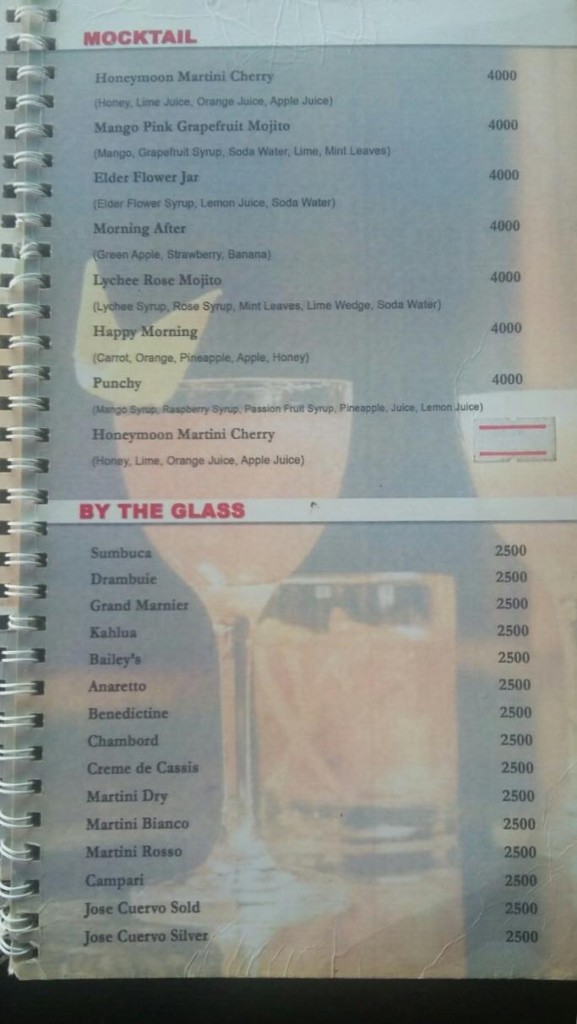 MOCKTAIL
Honeymoon Martini Cherry 4000
(Honey, Lime Juice, Orange Juice, Apple Juice)
Mango Pink Grapefruit Mojito 4000
(Mango, Grapefruit Syrup, Soda Water, Lime, Mint Leaves)
Elder Flower Jar 4000
(Elder Flower Syrup, Lemon Juice, Soda Water)
Morning After 4000
(Green Apple, Strawberry, Banana)
Lychee Rose Mojito 4000
(Lychee Syrup, Rose Syrup, Mint Leaves, Lime Wedge, Soda Water)
Happy Morning 4000
(Carrot, Orange, Pineapple, Apple, Honey)
Punchy 4000
(Mango Syrup, Raspberry Syrup, Passion Fruit Syrup, Pineapple, Juice, Lemon Juice)
Honeymoon Martini Cherry
(Honey, Lime, Orange Juice, Apple Juice)
BY THE GLASS
Sumbuca 2500
Drambuie 2500
Grand Marnier 2500
Kahlua 2500
Bailey's 2500
Anaretto 2500
Benedictine 2500
Chambord 2500
Creme de Cassis 2500
Martini Dry 2500
Martini Bianco 2500
Martini Rosso 2500
Campari 2500
Jose Cuervo Sold 2500
Jose Cuervo Silver 2500